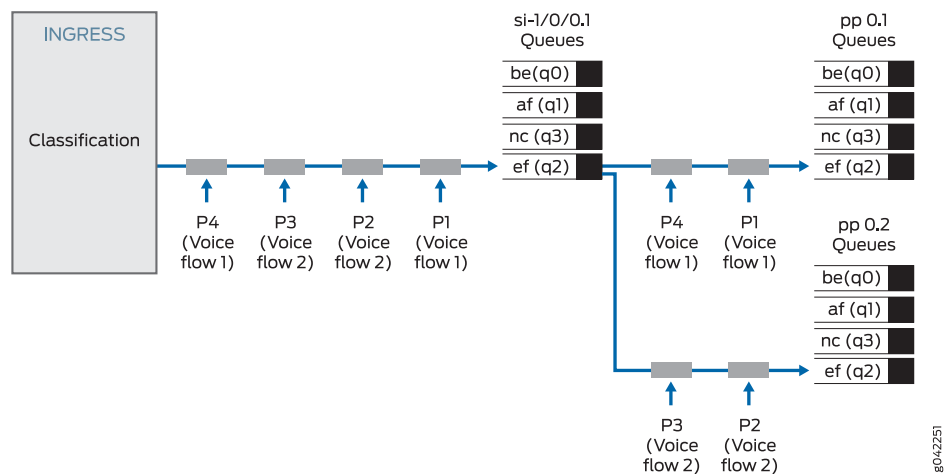 INGRESS
Classification
P4
(Voice
flow 1)
P3
(Voice
flow 2)
P2
(Voice
flow 2)
P1
(Voice
flow 1)
si-1/0/0.1
Queues
be(q0)
af (q1)
nc (q3)
ef (q2)
P4
(Voice
flow 1)
P1
(Voice
flow 1)
pp 0.1
Queues
be(q0)
af (q1)
nc (q3)
ef (q2)
pp 0.2
Queues
be(q0)
af (q1)
nc (q3)
ef (q2)
P3
(Voice
flow 2)
P2
(Voice
flow 2)
g042251